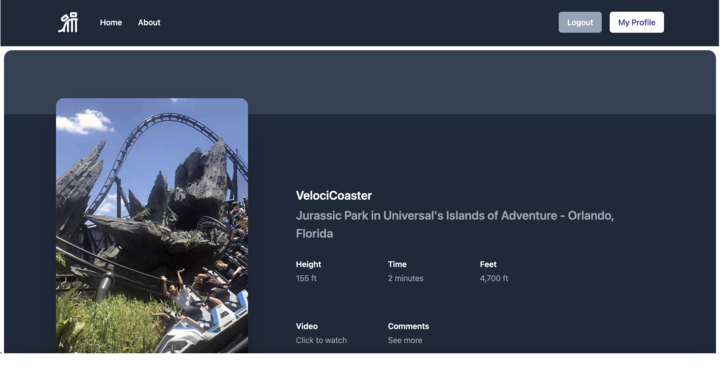 Home About Logout My Profile
VelociCoaster
Jurassic Park in Universal's Islands of Adventure - Orlando,
Florida
Height Time Feet
155 ft 2 minutes 4,700 ft
Video Comments
Click to watch See more